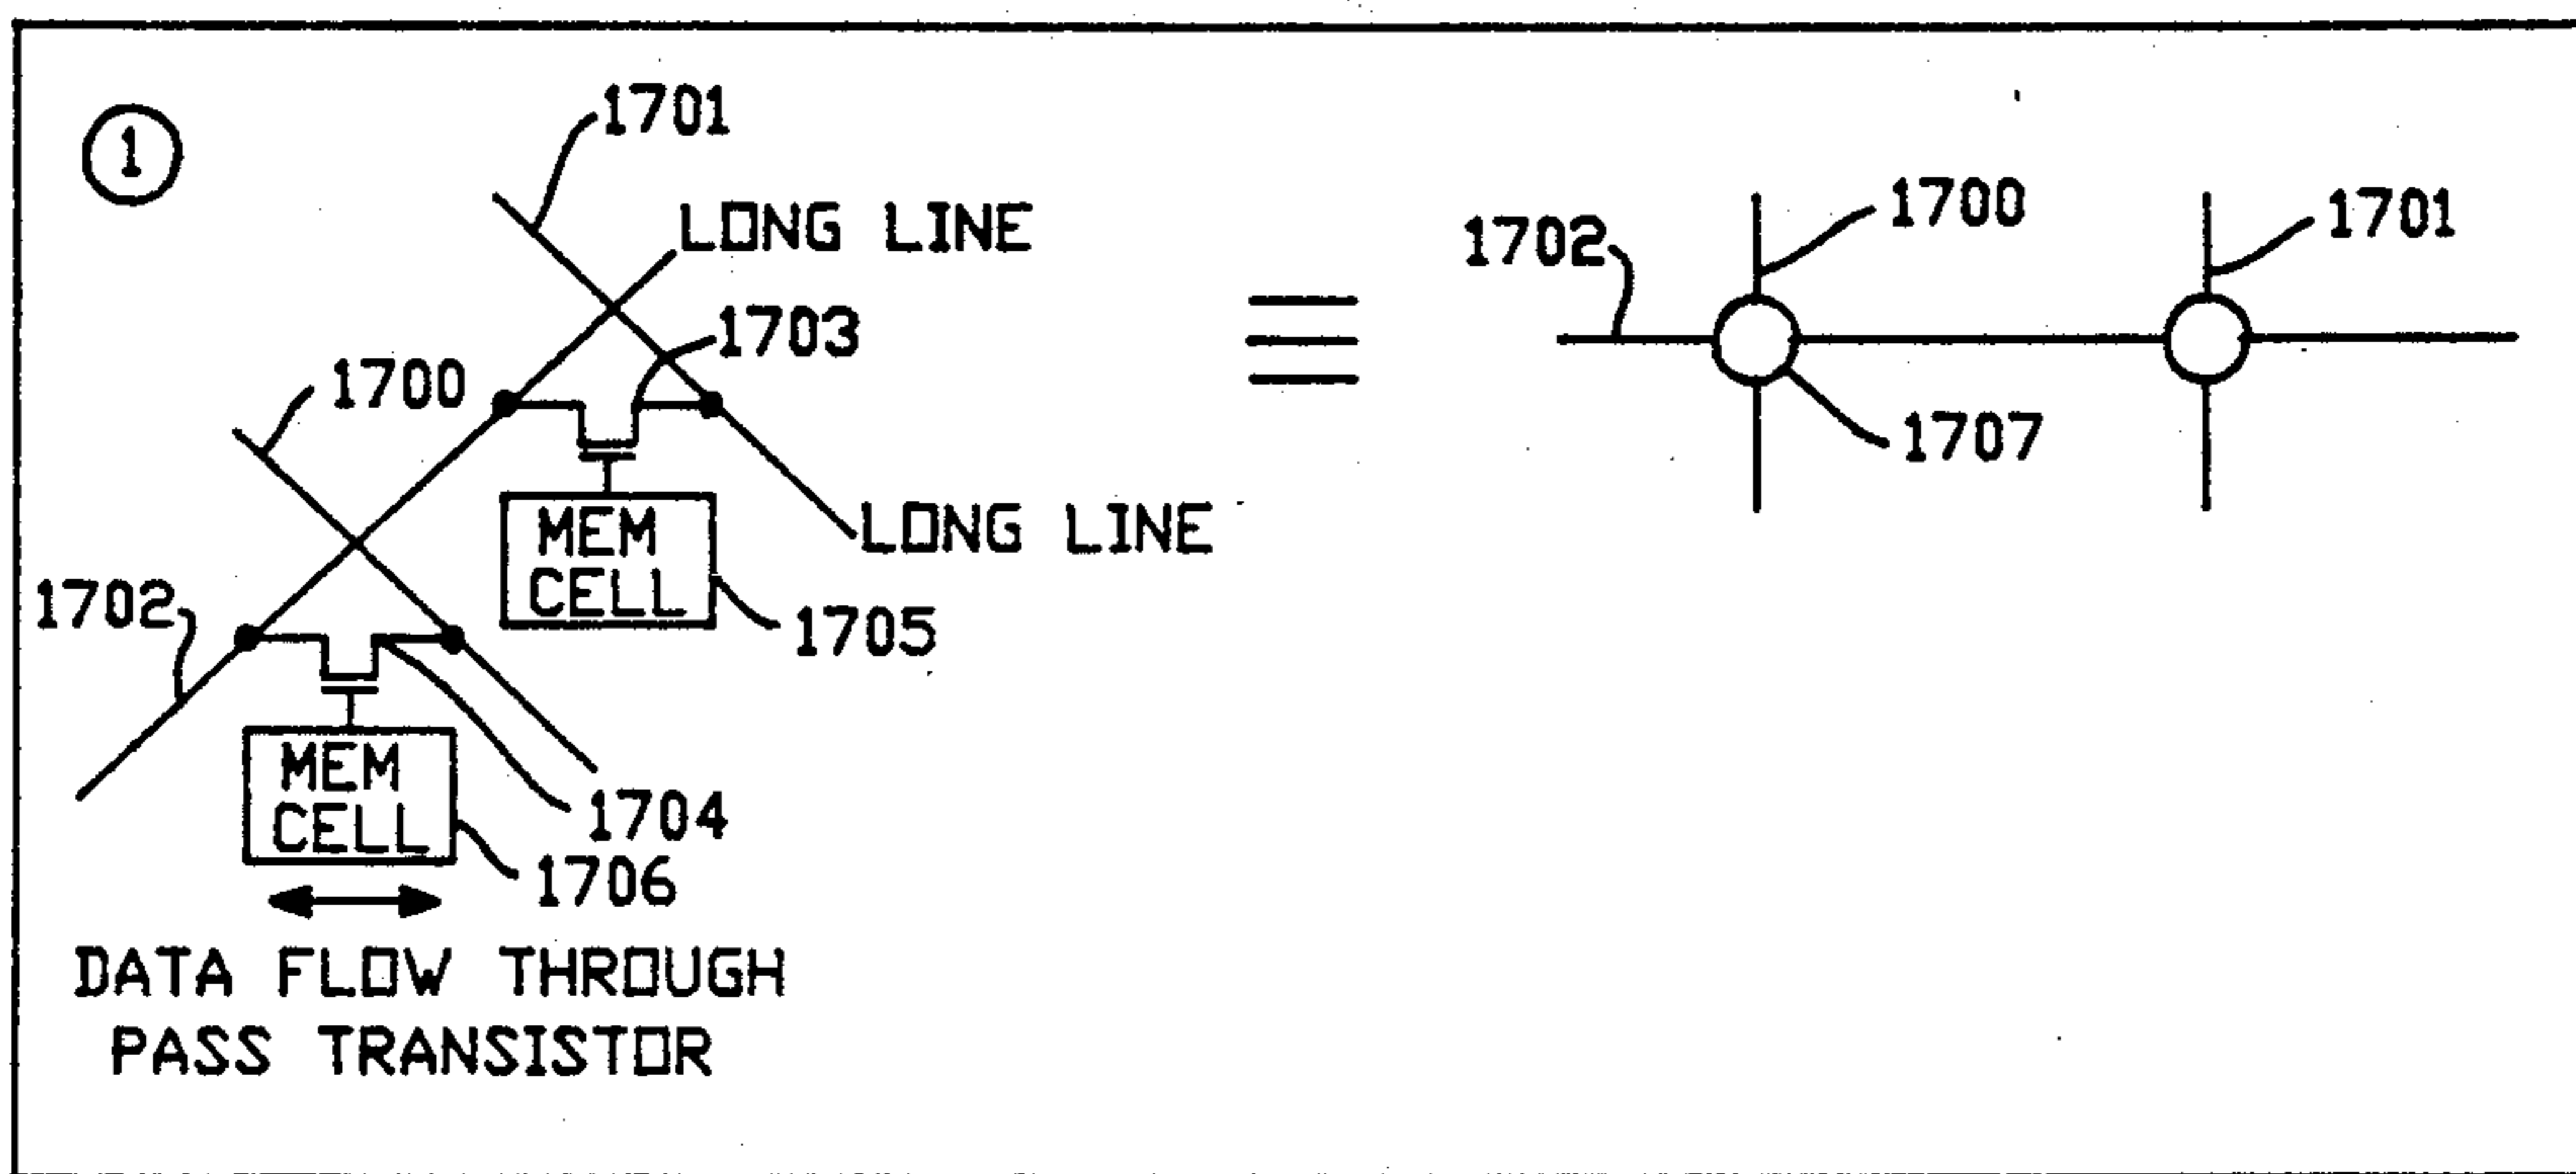 1
1701
LONG LINE
1703
1700
LONG LINE
MEM
CELL
1702
1705
MEM
CELL
1704
1706
DATA FLOW THROUGH
PASS TRANSISTOR
1702
1700
1701
1707